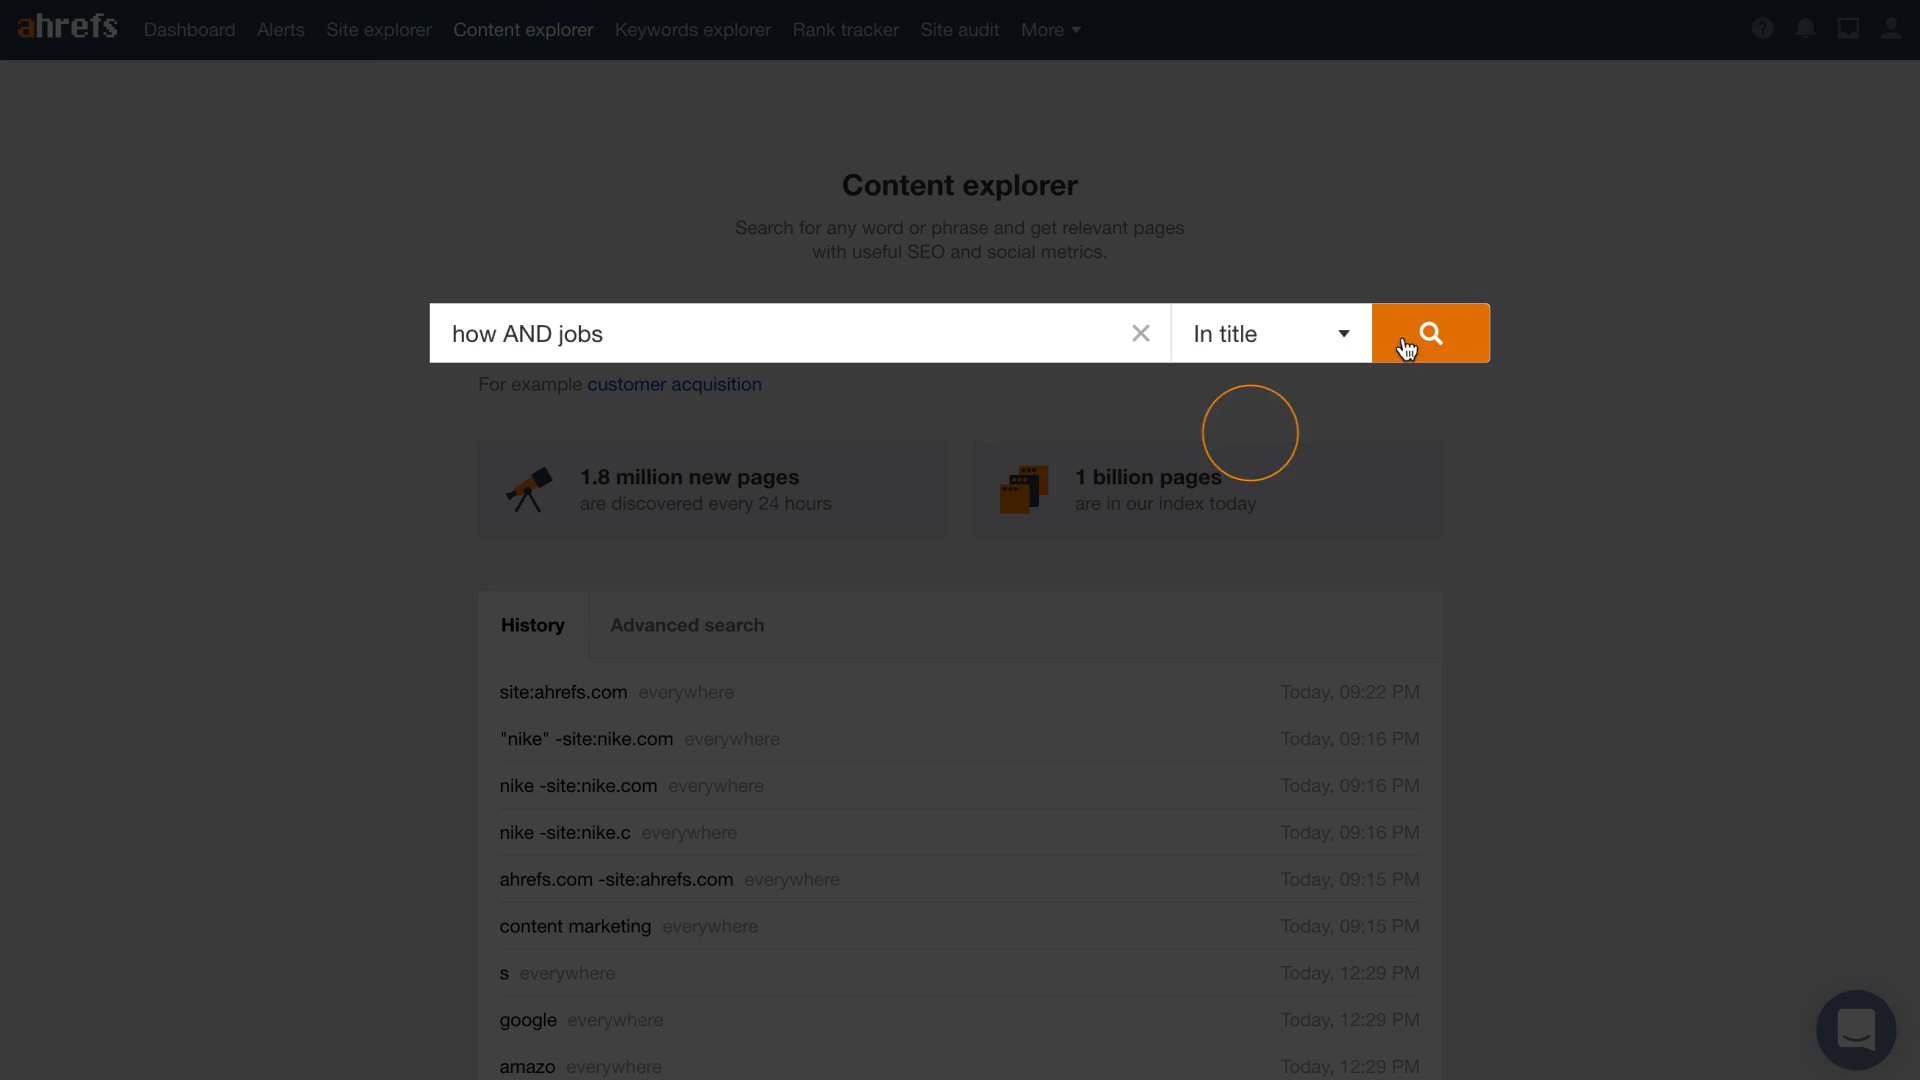 ahrefs Dashboard Alerts Site explorer Content explorer Keywords explorer Rank tracker Site audit More
Content explorer
Search for any word or phrase and get relevant pages
with useful SEO and social metrics.
how AND jobs In title
For example customer acquisition
1.8 million new pages
are discovered every 24 hours
1 billion pages
are in our index today
History Advanced search
site:ahrefs.com everywhere Today, 09:22 PM
"nike" -site:nike.com everywhere Today, 09:16 PM
nike -site:nike.com everywhere Today, 09:16 PM
nike -site:nike.c everywhere Today, 09:16 PM
ahrefs.com -site:ahrefs.com everywhere Today, 09:15 PM
content marketing everywhere Today, 09:15 PM
s everywhere Today, 12:29 PM
google everywhere Today, 12:29 PM
amazo everywhere Today, 12:29 PM